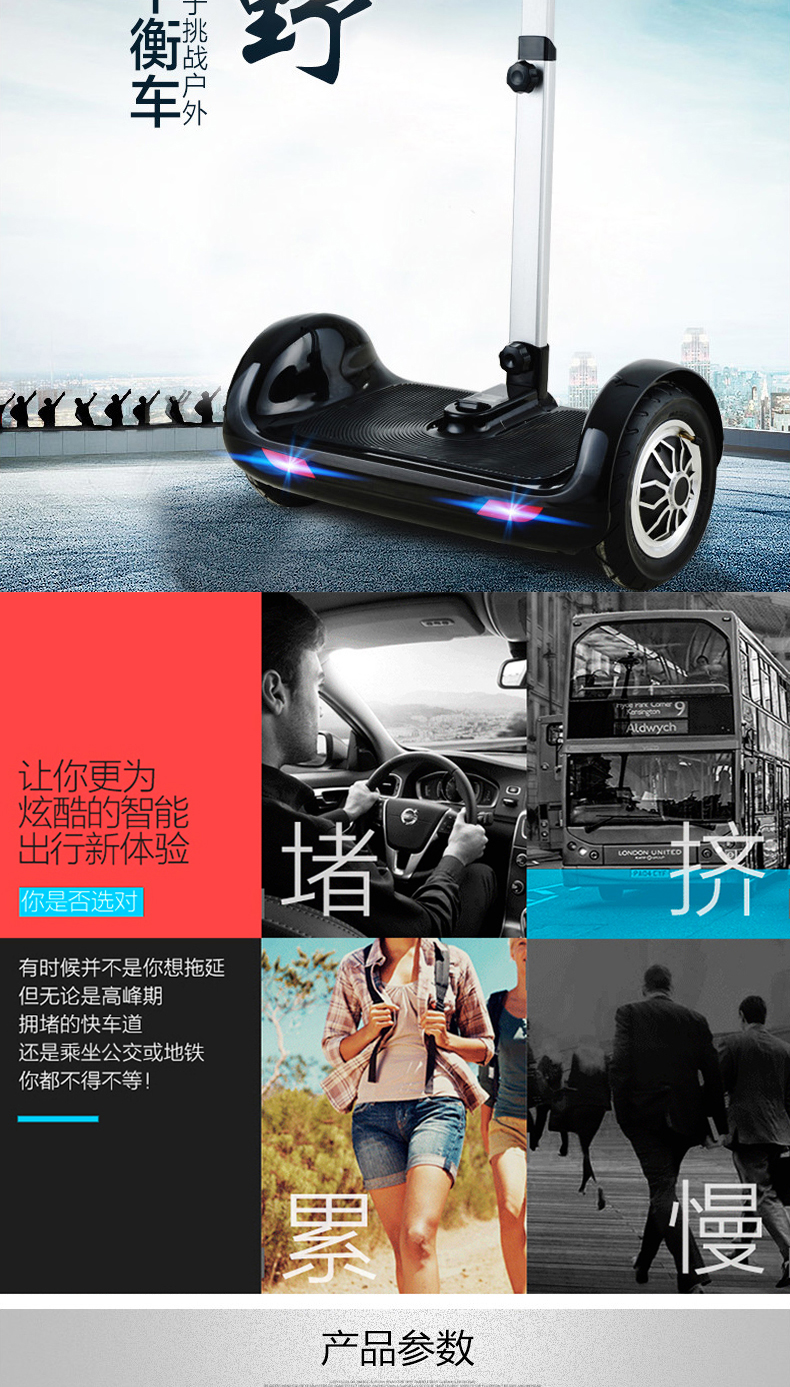 野
衡车
挑战户外
让你更为
炫酷的智能
出行新体验
你是否选对
堵
Hyde Park Corner
Kensington
9
Aldwych
LONDON UNITED
挤
有时候并不是你想拖延
但无论是高峰期
拥堵的快车道
还是乘坐公交或地铁
你都不得不等！
累
慢
产品参数